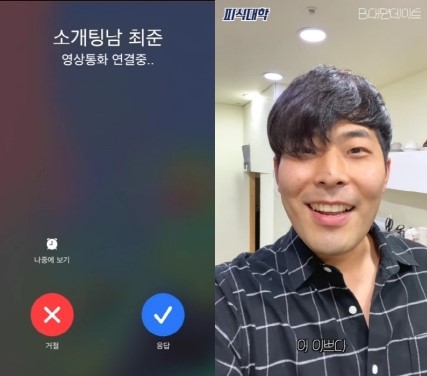 소개팅남 최준
영상통화 연결중..
나중에 보기
거절
응답
피식대학
B대면데이트
어 이쁘다